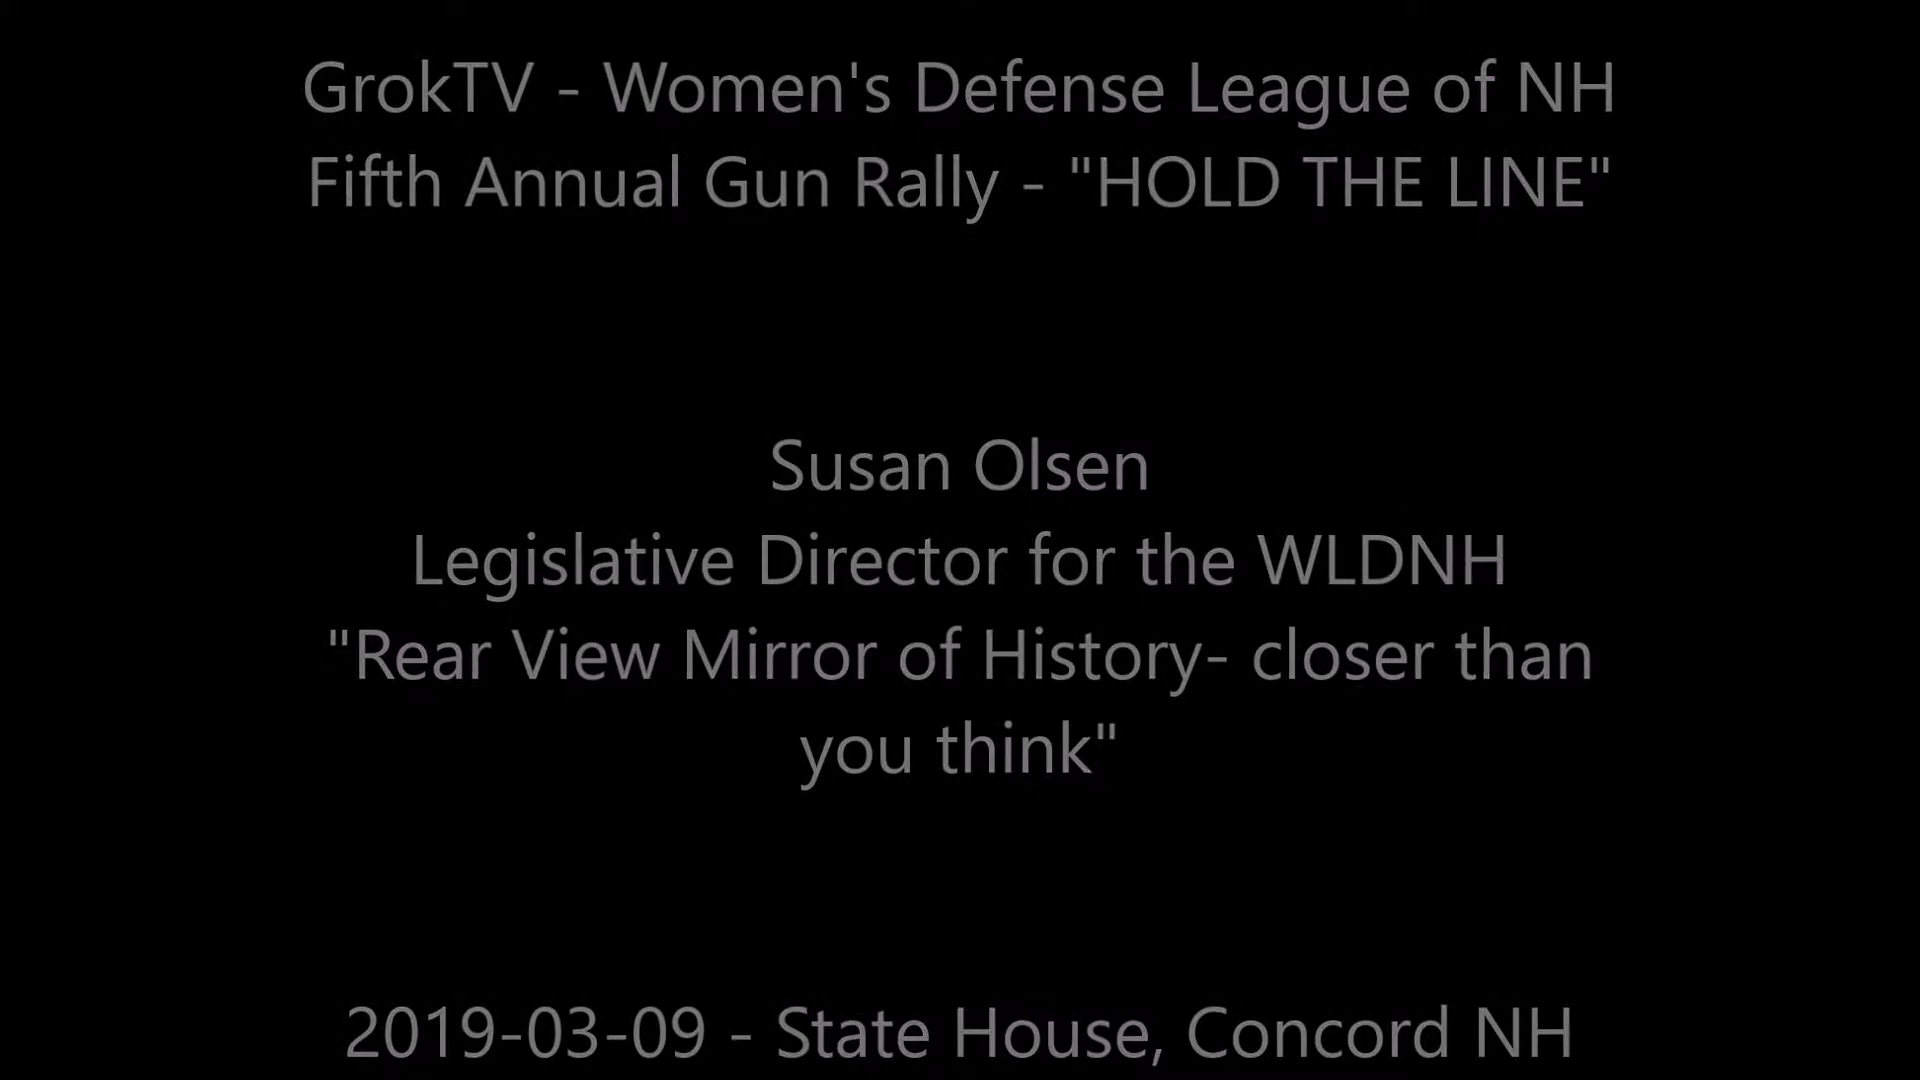 GrokTV - Women's Defense League of NH
Fifth Annual Gun Rally - "HOLD THE LINE"
Susan Olsen
Legislative Director for the WLDNH
"Rear View Mirror of History- closer than
you think"
2019-03-09 - State House, Concord NH